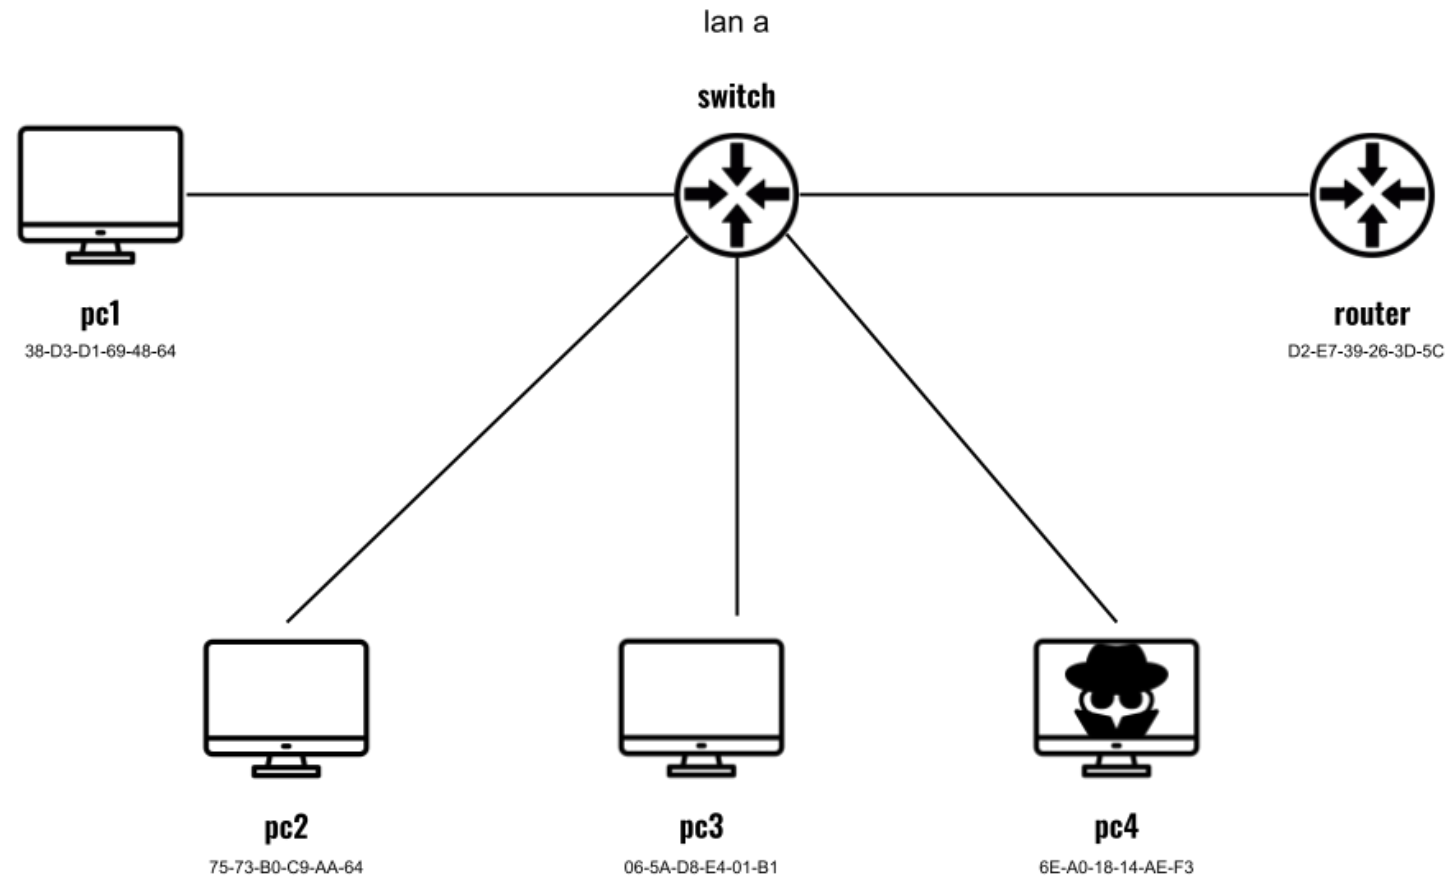 lan a
switch
pc1
38-D3-D1-69-48-64
router
D2-E7-39-26-3D-5C
pc2
75-73-B0-C9-AA-64
pc3
06-5A-D8-E4-01-B1
pc4
6E-A0-18-14-AE-F3